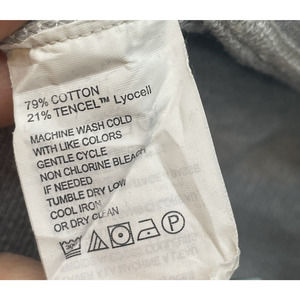 79% COTTON
21% TENCEL™ Lyocell
MACHINE WASH COLD
WITH LIKE COLORS
GENTLE CYCLE
NON CHLORINE BLEACH
IF NEEDED
TUMBLE DRY LOW
COOL IRON
OR DRY CLEAN